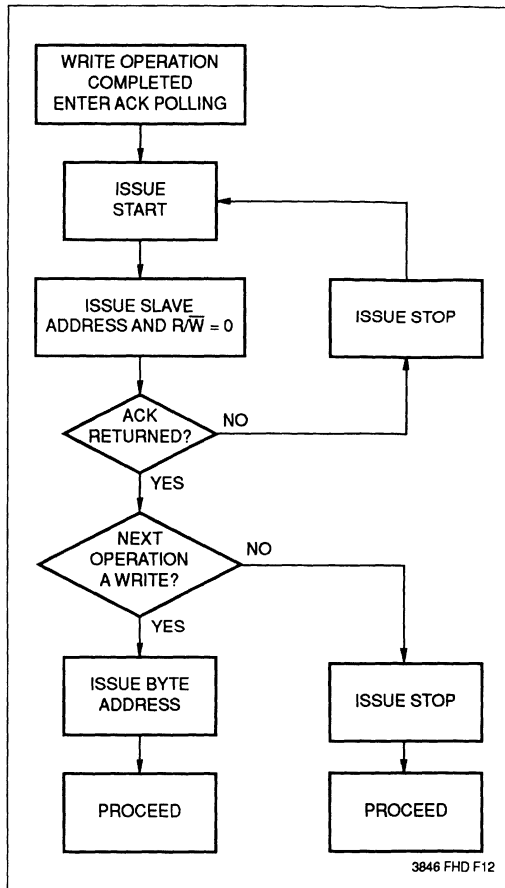 WRITE OPERATION
COMPLETED
ENTER ACK POLLING
ISSUE
START
ISSUE SLAVE
ADDRESS AND R/W̅ = 0
ISSUE STOP
ACK
RETURNED?
NO
YES
NEXT
OPERATION
A WRITE?
NO
YES
ISSUE BYTE
ADDRESS
ISSUE STOP
PROCEED
PROCEED
3846 FHD F12